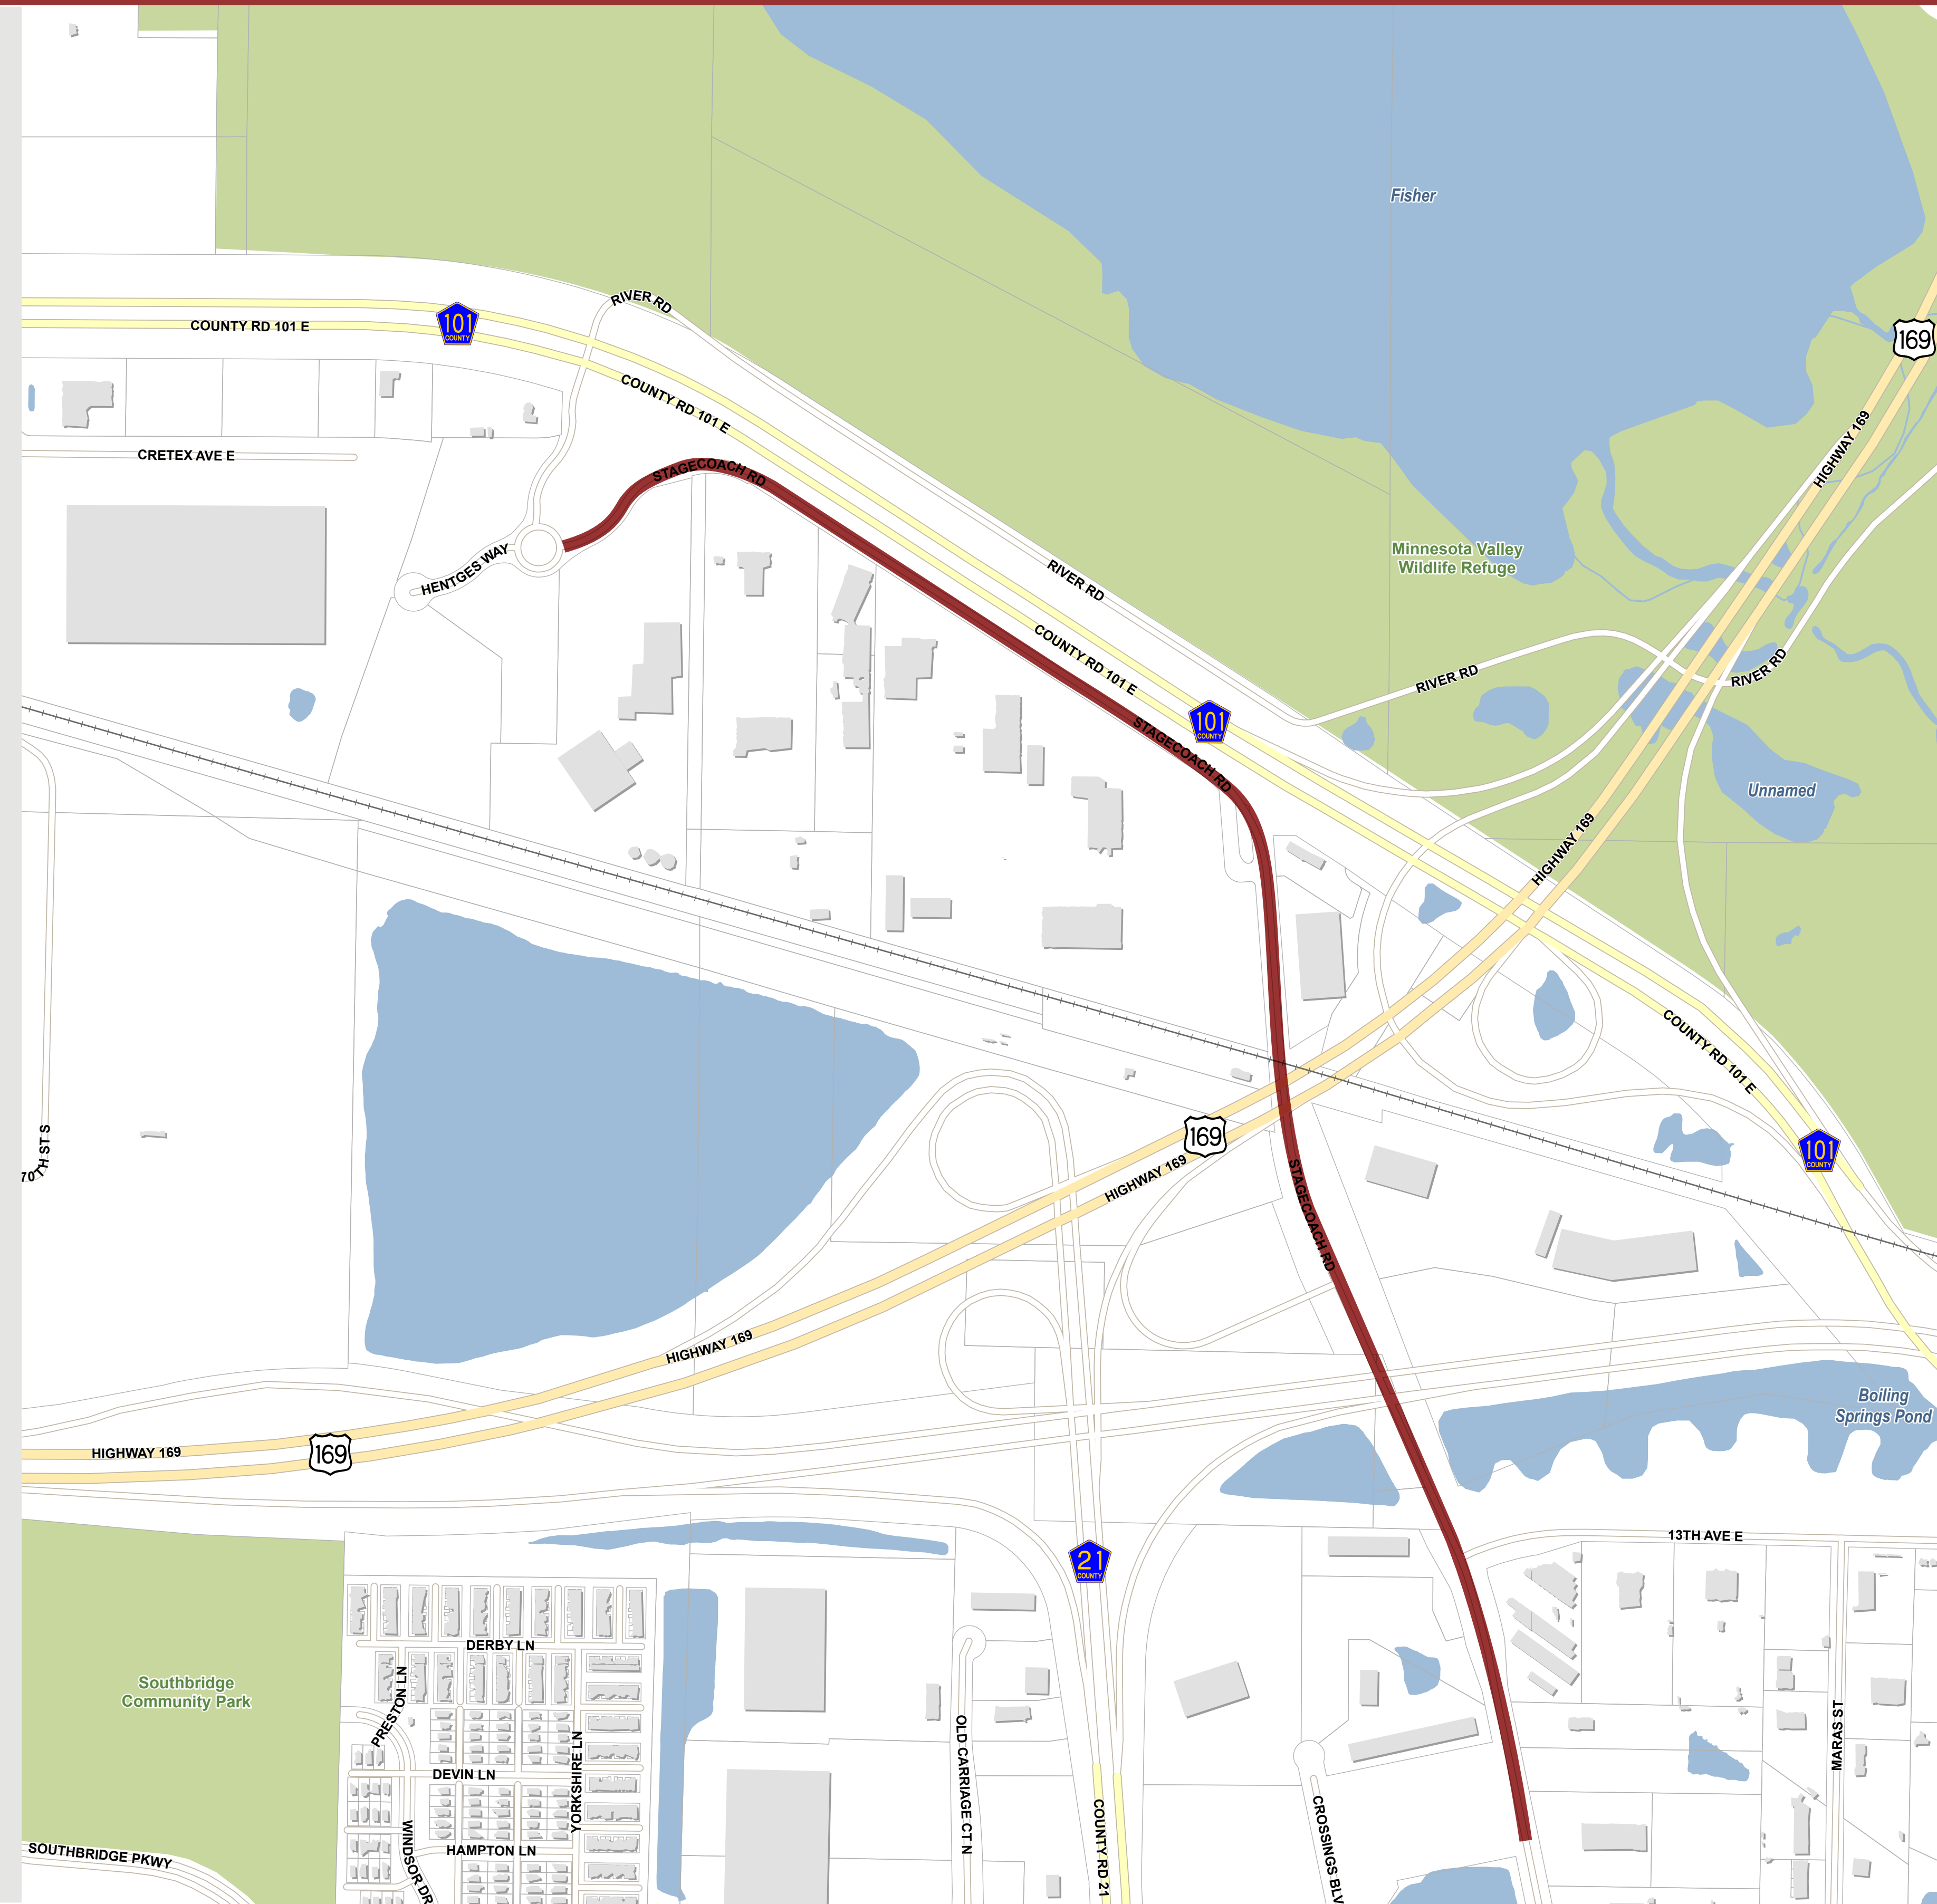 Fisher
RIVER RD
169
COUNTY RD 101 E
101
COUNTY
COUNTY RD 101 E
HIGHWAY 169
CRETEX AVE E
STAGECOACH RD
HENTGES WAY
RIVER RD
Minnesota Valley
Wildlife Refuge
COUNTY RD 101 E
RIVER RD
RIVER RD
101
COUNTY
STAGECOACH RD
Unnamed
HIGHWAY 169
COUNTY RD 101 E
70TH ST S
169
HIGHWAY 169
101
COUNTY
STAGECOACH RD
HIGHWAY 169
Boiling
Springs Pond
HIGHWAY 169
169
13TH AVE E
21
COUNTY
DERBY LN
Southbridge
Community Park
PRESTON LN
YORKSHIRE LN
OLD CARRIAGE CT N
MARAS ST
DEVIN LN
COUNTY RD 21
CROSSINGS BLV
WINDSOR DR
HAMPTON LN
SOUTHBRIDGE PKWY